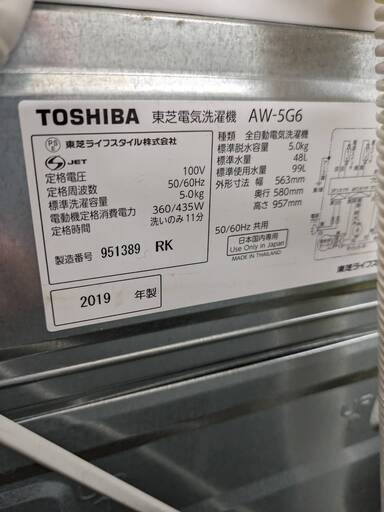 TOSHIBA 東芝電気洗濯機 AW-5G6
PS E 東芝ライフスタイル株式会社
S JET
定格電圧 100V
定格周波数 50/60Hz
標準洗濯容量 5.0kg
電動機定格消費電力 360/435W
洗いのみ 11分
製造番号 951389 RK
2019 年製
種類 全自動電気洗濯機
標準脱水容量 5.0kg
標準水量 48L
標準使用水量 99L
外形寸法 幅 563mm
奥行 580mm
高さ 957mm
50/60Hz 共用
日本国内専用
Use Only in Japan
MADE IN THAILAND
東芝ライフス